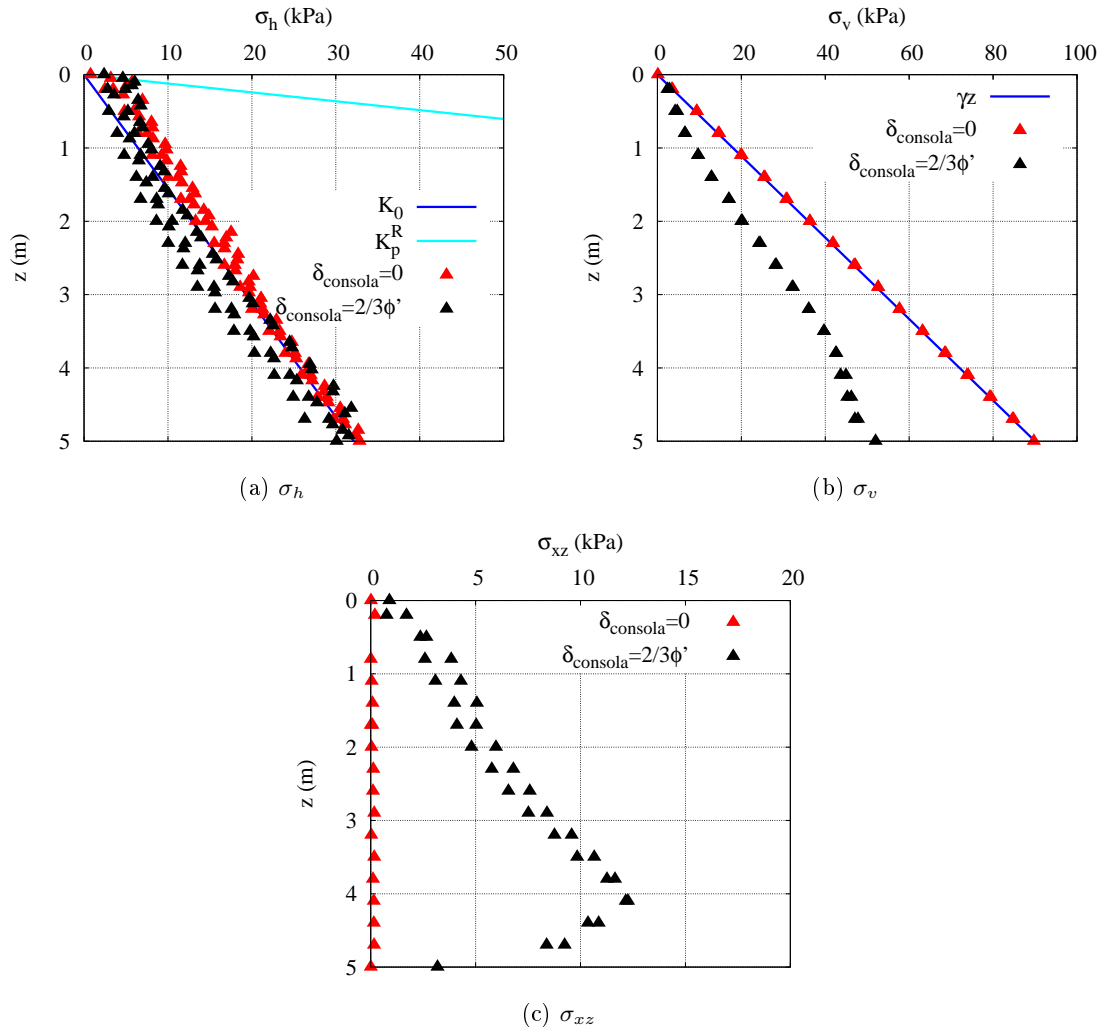 σh (kPa)
0 10 20 30 40 50
0
1
2
3
4
5
z (m)
K0
KpR
δconsola=0
δconsola=2/3ϕ'
(a) σh
σv (kPa)
0 20 40 60 80 100
0
1
2
3
4
5
z (m)
γz
δconsola=0
δconsola=2/3ϕ'
(b) σv
σxz (kPa)
0 5 10 15 20
0
1
2
3
4
5
z (m)
δconsola=0
δconsola=2/3ϕ'
(c) σxz